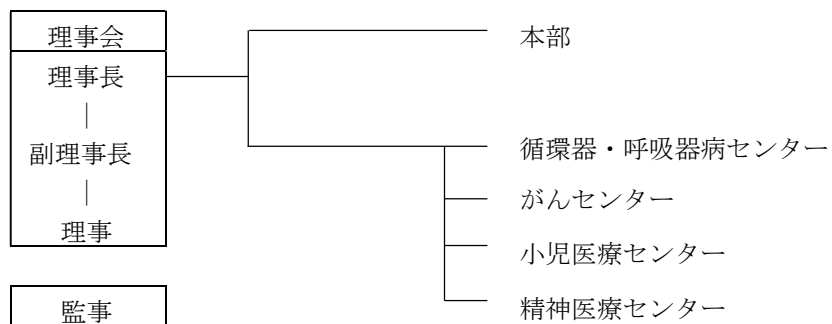 理事会
理事長
|
副理事長
|
理事
監事
本部
循環器・呼吸器病センター
がんセンター
小児医療センター
精神医療センター